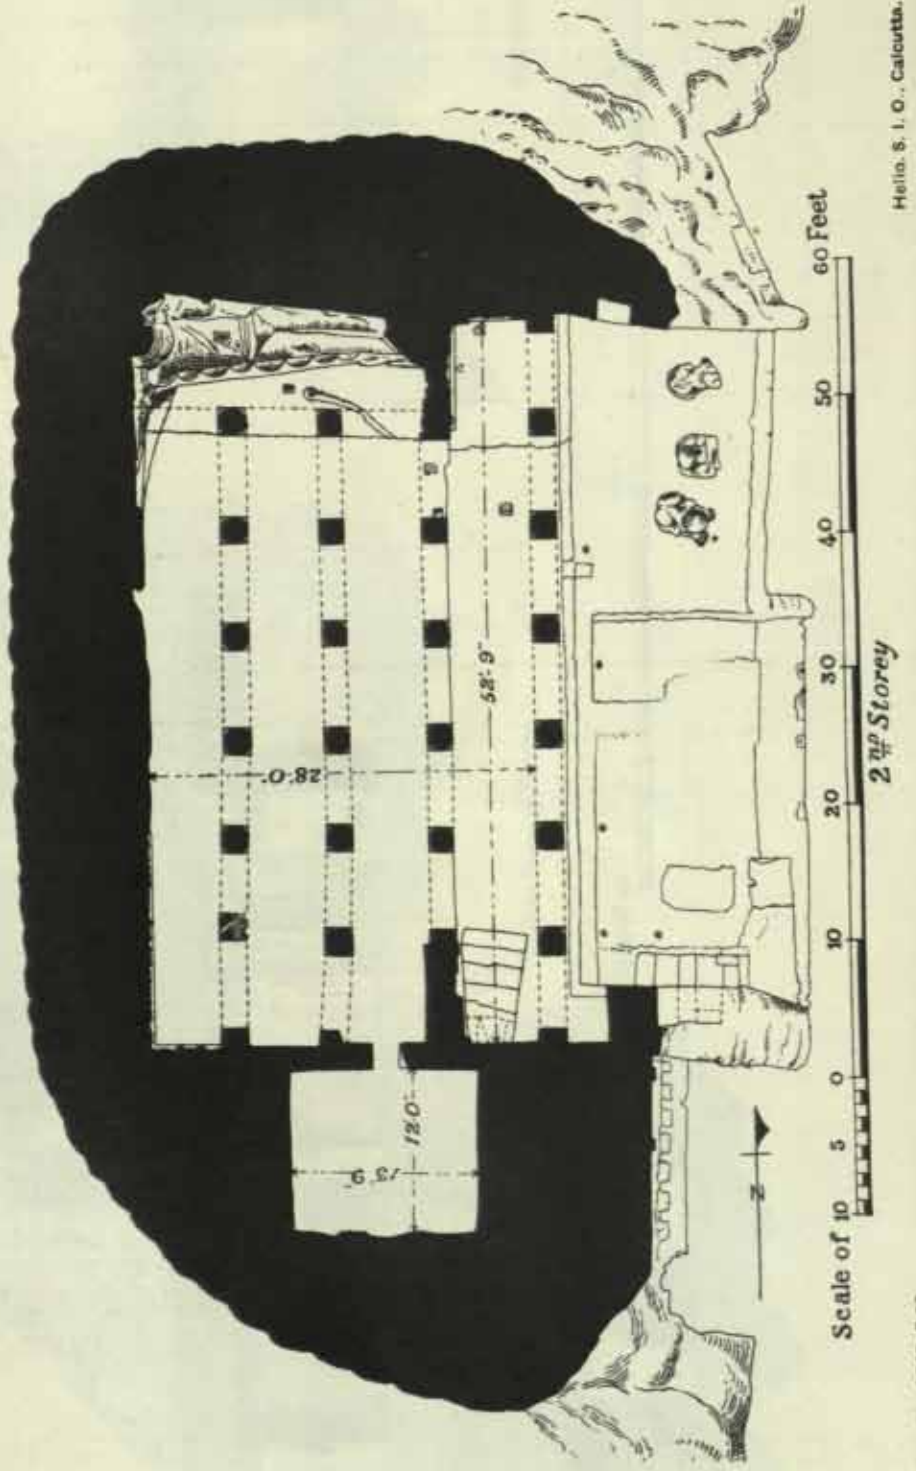 28'. 0"
52'. 9"
12.0"
13' 9"
N
Scale of 10 5 0 10 20 30 40 50 60 Feet
2ND Storey
Helio. S. I. O., Calcutta.